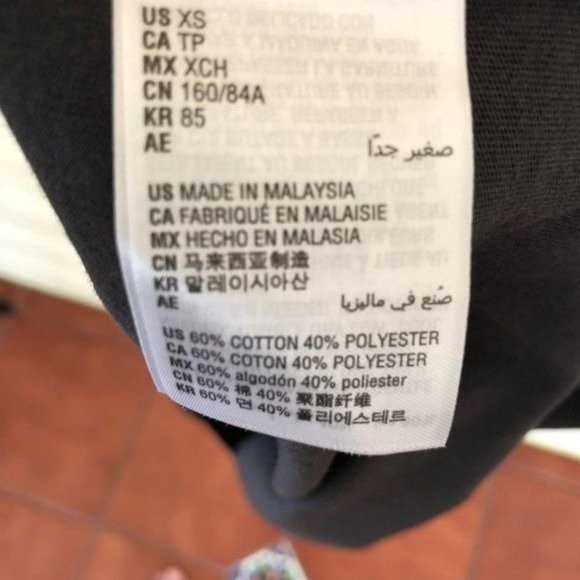 US XS
CA TP
MX XCH
CN 160/84A
KR 85
AE صغير جدًا
US MADE IN MALAYSIA
CA FABRIQUÉ EN MALAISIE
MX HECHO EN MALASIA
CN 马来西亚制造
KR 말레이시아산
AE صُنع في ماليزيا
US 60% COTTON 40% POLYESTER
CA 60% COTON 40% POLYESTER
MX 60% algodón 40% poliester
CN 60% 棉 40% 聚酯纤维
KR 60% 면 40% 폴리에스테르